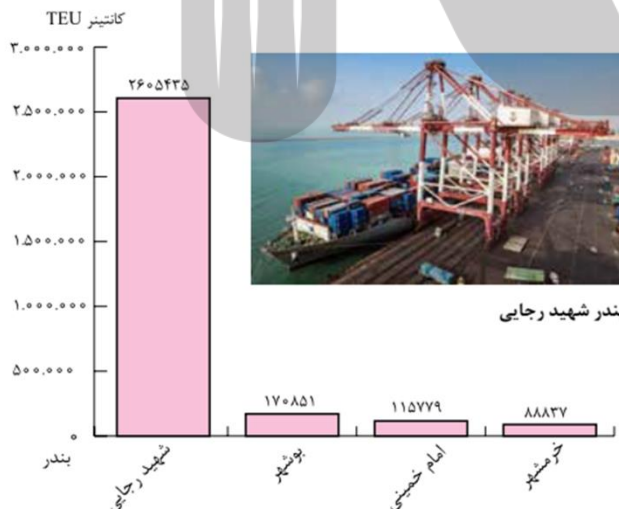 کانتینر TEU
۳.۰۰۰.۰۰۰
۲.۵۰۰.۰۰۰
۲.۰۰۰.۰۰۰
۱.۵۰۰.۰۰۰
۱.۰۰۰.۰۰۰
۵۰۰.۰۰۰
۰
۲۶۰۵۴۳۵
۱۷۰۸۵۱
۱۱۵۷۷۹
۸۸۸۳۷
بندر
شهید رجایی
بوشهر
امام خمینی
خرمشهر
بندر شهید رجایی